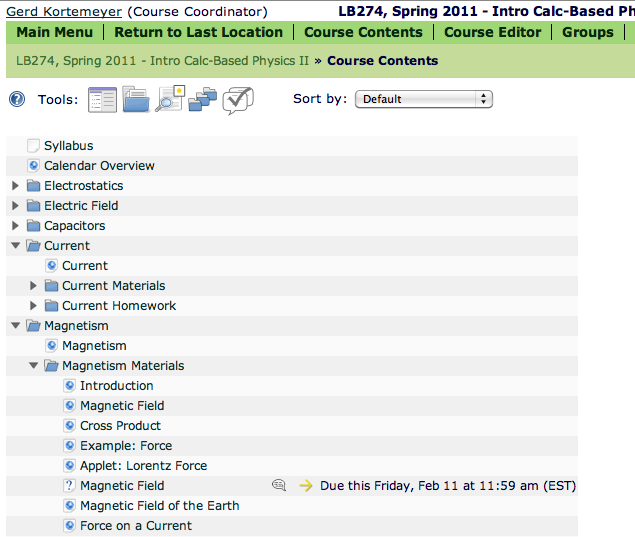 Gerd Kortemeyer (Course Coordinator) LB274, Spring 2011 - Intro Calc-Based Ph
Main Menu Return to Last Location Course Contents Course Editor Groups
LB274, Spring 2011 - Intro Calc-Based Physics II » Course Contents
? Tools: Sort by: Default
Syllabus
Calendar Overview
Electrostatics
Electric Field
Capacitors
Current
Current
Current Materials
Current Homework
Magnetism
Magnetism
Magnetism Materials
Introduction
Magnetic Field
Cross Product
Example: Force
Applet: Lorentz Force
? Magnetic Field Due this Friday, Feb 11 at 11:59 am (EST)
Magnetic Field of the Earth
Force on a Current